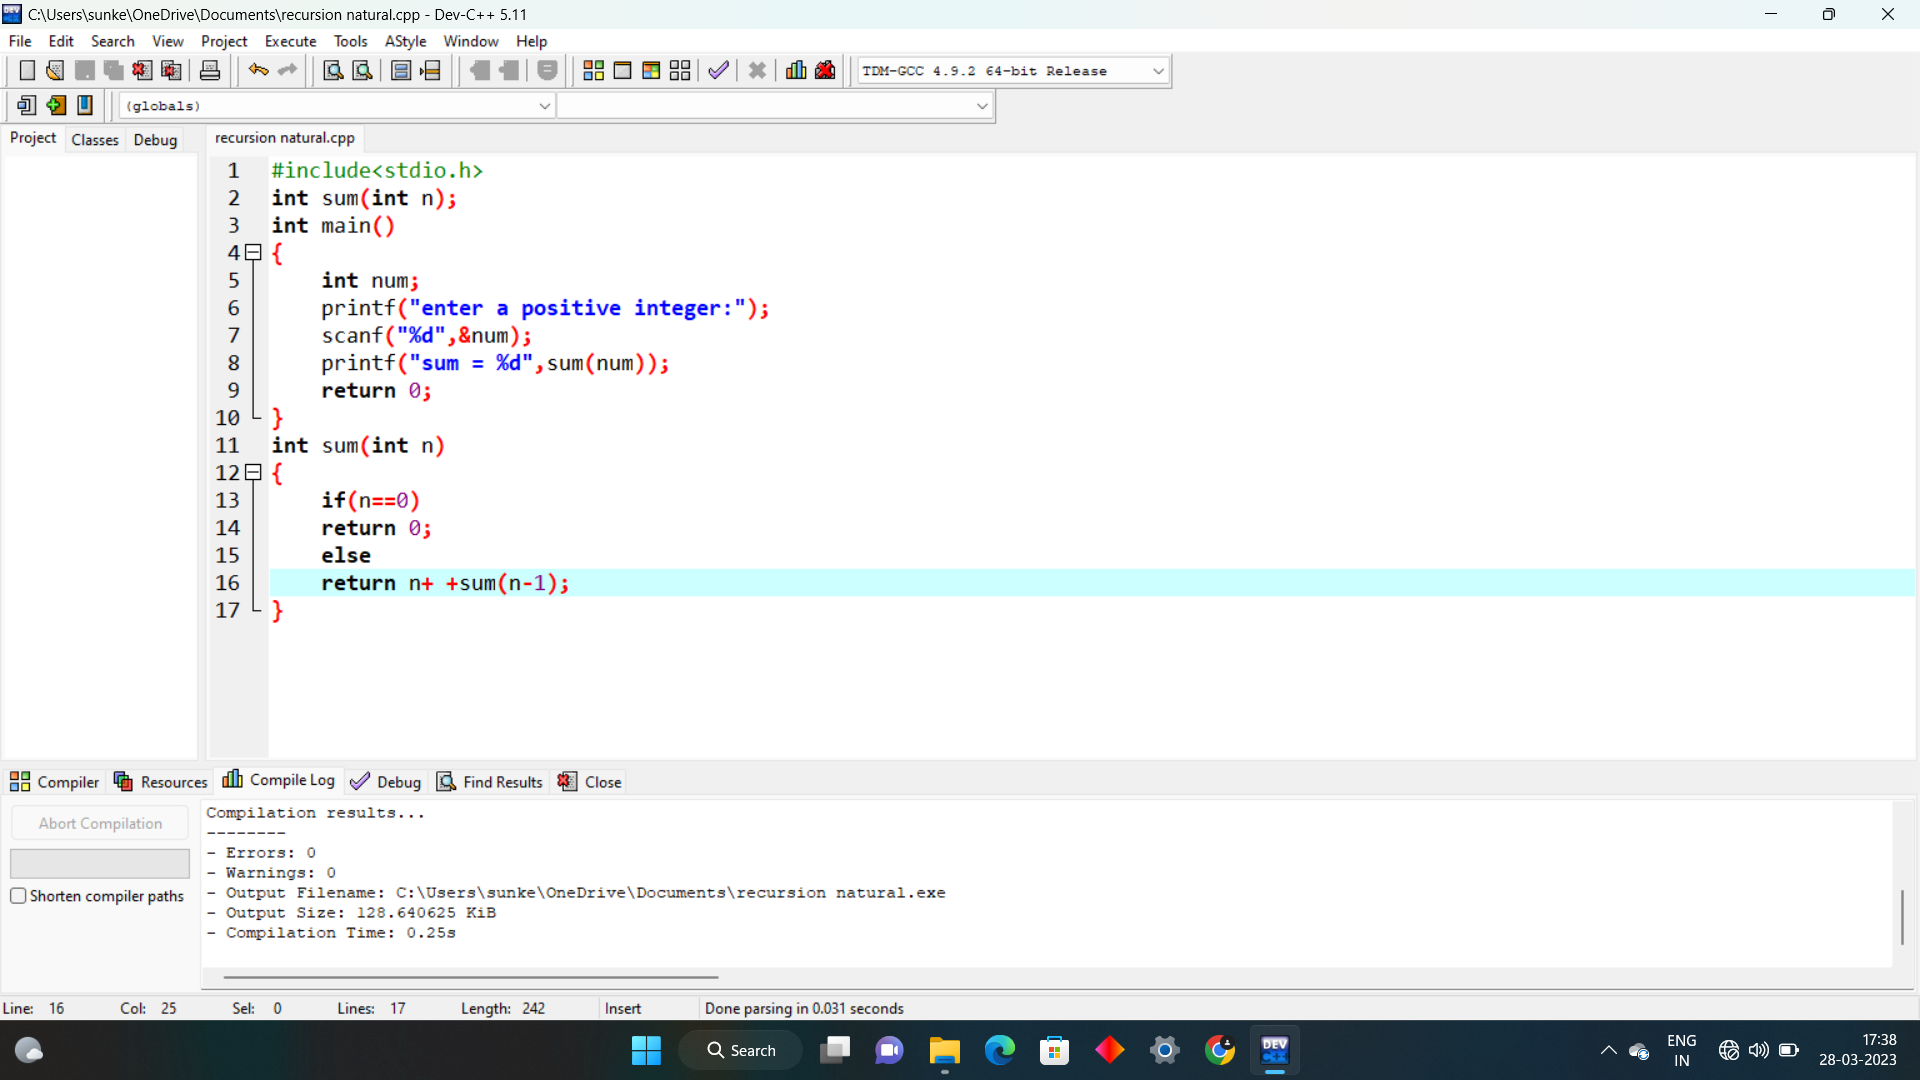 C:\Users\sunke\OneDrive\Documents\recursion natural.cpp - Dev-C++ 5.11
File Edit Search View Project Execute Tools AStyle Window Help
TDM-GCC 4.9.2 64-bit Release
(globals)
Project Classes Debug recursion natural.cpp
1 #include<stdio.h>
2 int sum(int n);
3 int main()
4 {
5 int num;
6 printf("enter a positive integer:");
7 scanf("%d",&num);
8 printf("sum = %d",sum(num));
9 return 0;
10 }
11 int sum(int n)
12 {
13 if(n==0)
14 return 0;
15 else
16 return n+ +sum(n-1);
17 }
Compiler Resources Compile Log Debug Find Results Close
Abort Compilation
Shorten compiler paths
Compilation results...
--------
- Errors: 0
- Warnings: 0
- Output Filename: C:\Users\sunke\OneDrive\Documents\recursion natural.exe
- Output Size: 128.640625 KiB
- Compilation Time: 0.25s
Line: 16 Col: 25 Sel: 0 Lines: 17 Length: 242 Insert Done parsing in 0.031 seconds
Search
DEV C++
ENG
IN
17:38
28-03-2023